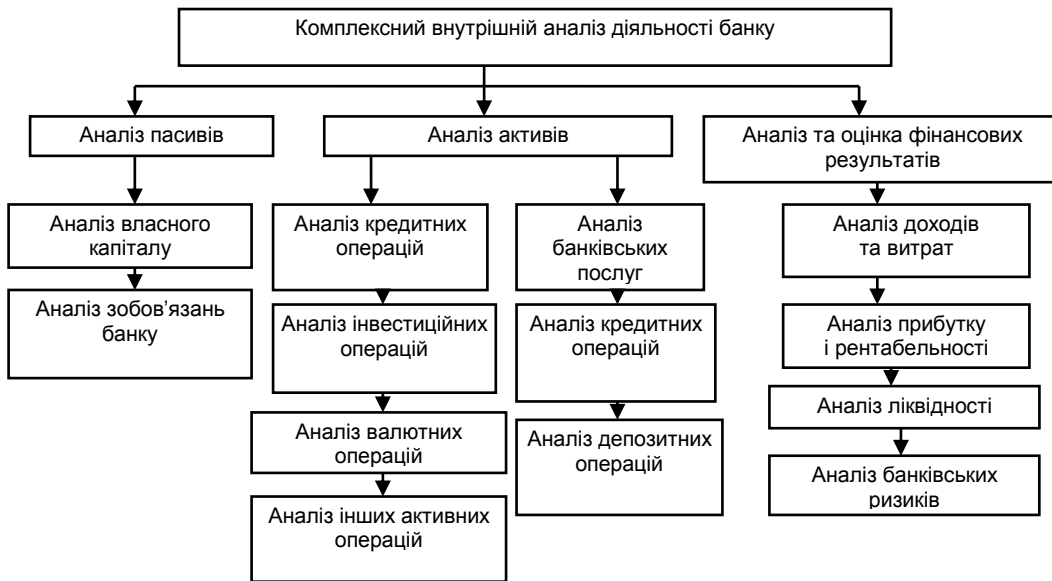 Комплексний внутрішній аналіз діяльності банку
Аналіз пасивів
Аналіз активів
Аналіз та оцінка фінансових
результатів
Аналіз власного
капіталу
Аналіз зобов’язань
банку
Аналіз кредитних
операцій
Аналіз інвестиційних
операцій
Аналіз валютних
операцій
Аналіз інших активних
операцій
Аналіз
банківських
послуг
Аналіз кредитних
операцій
Аналіз депозитних
операцій
Аналіз доходів
та витрат
Аналіз прибутку
і рентабельності
Аналіз ліквідності
Аналіз банківських
ризиків